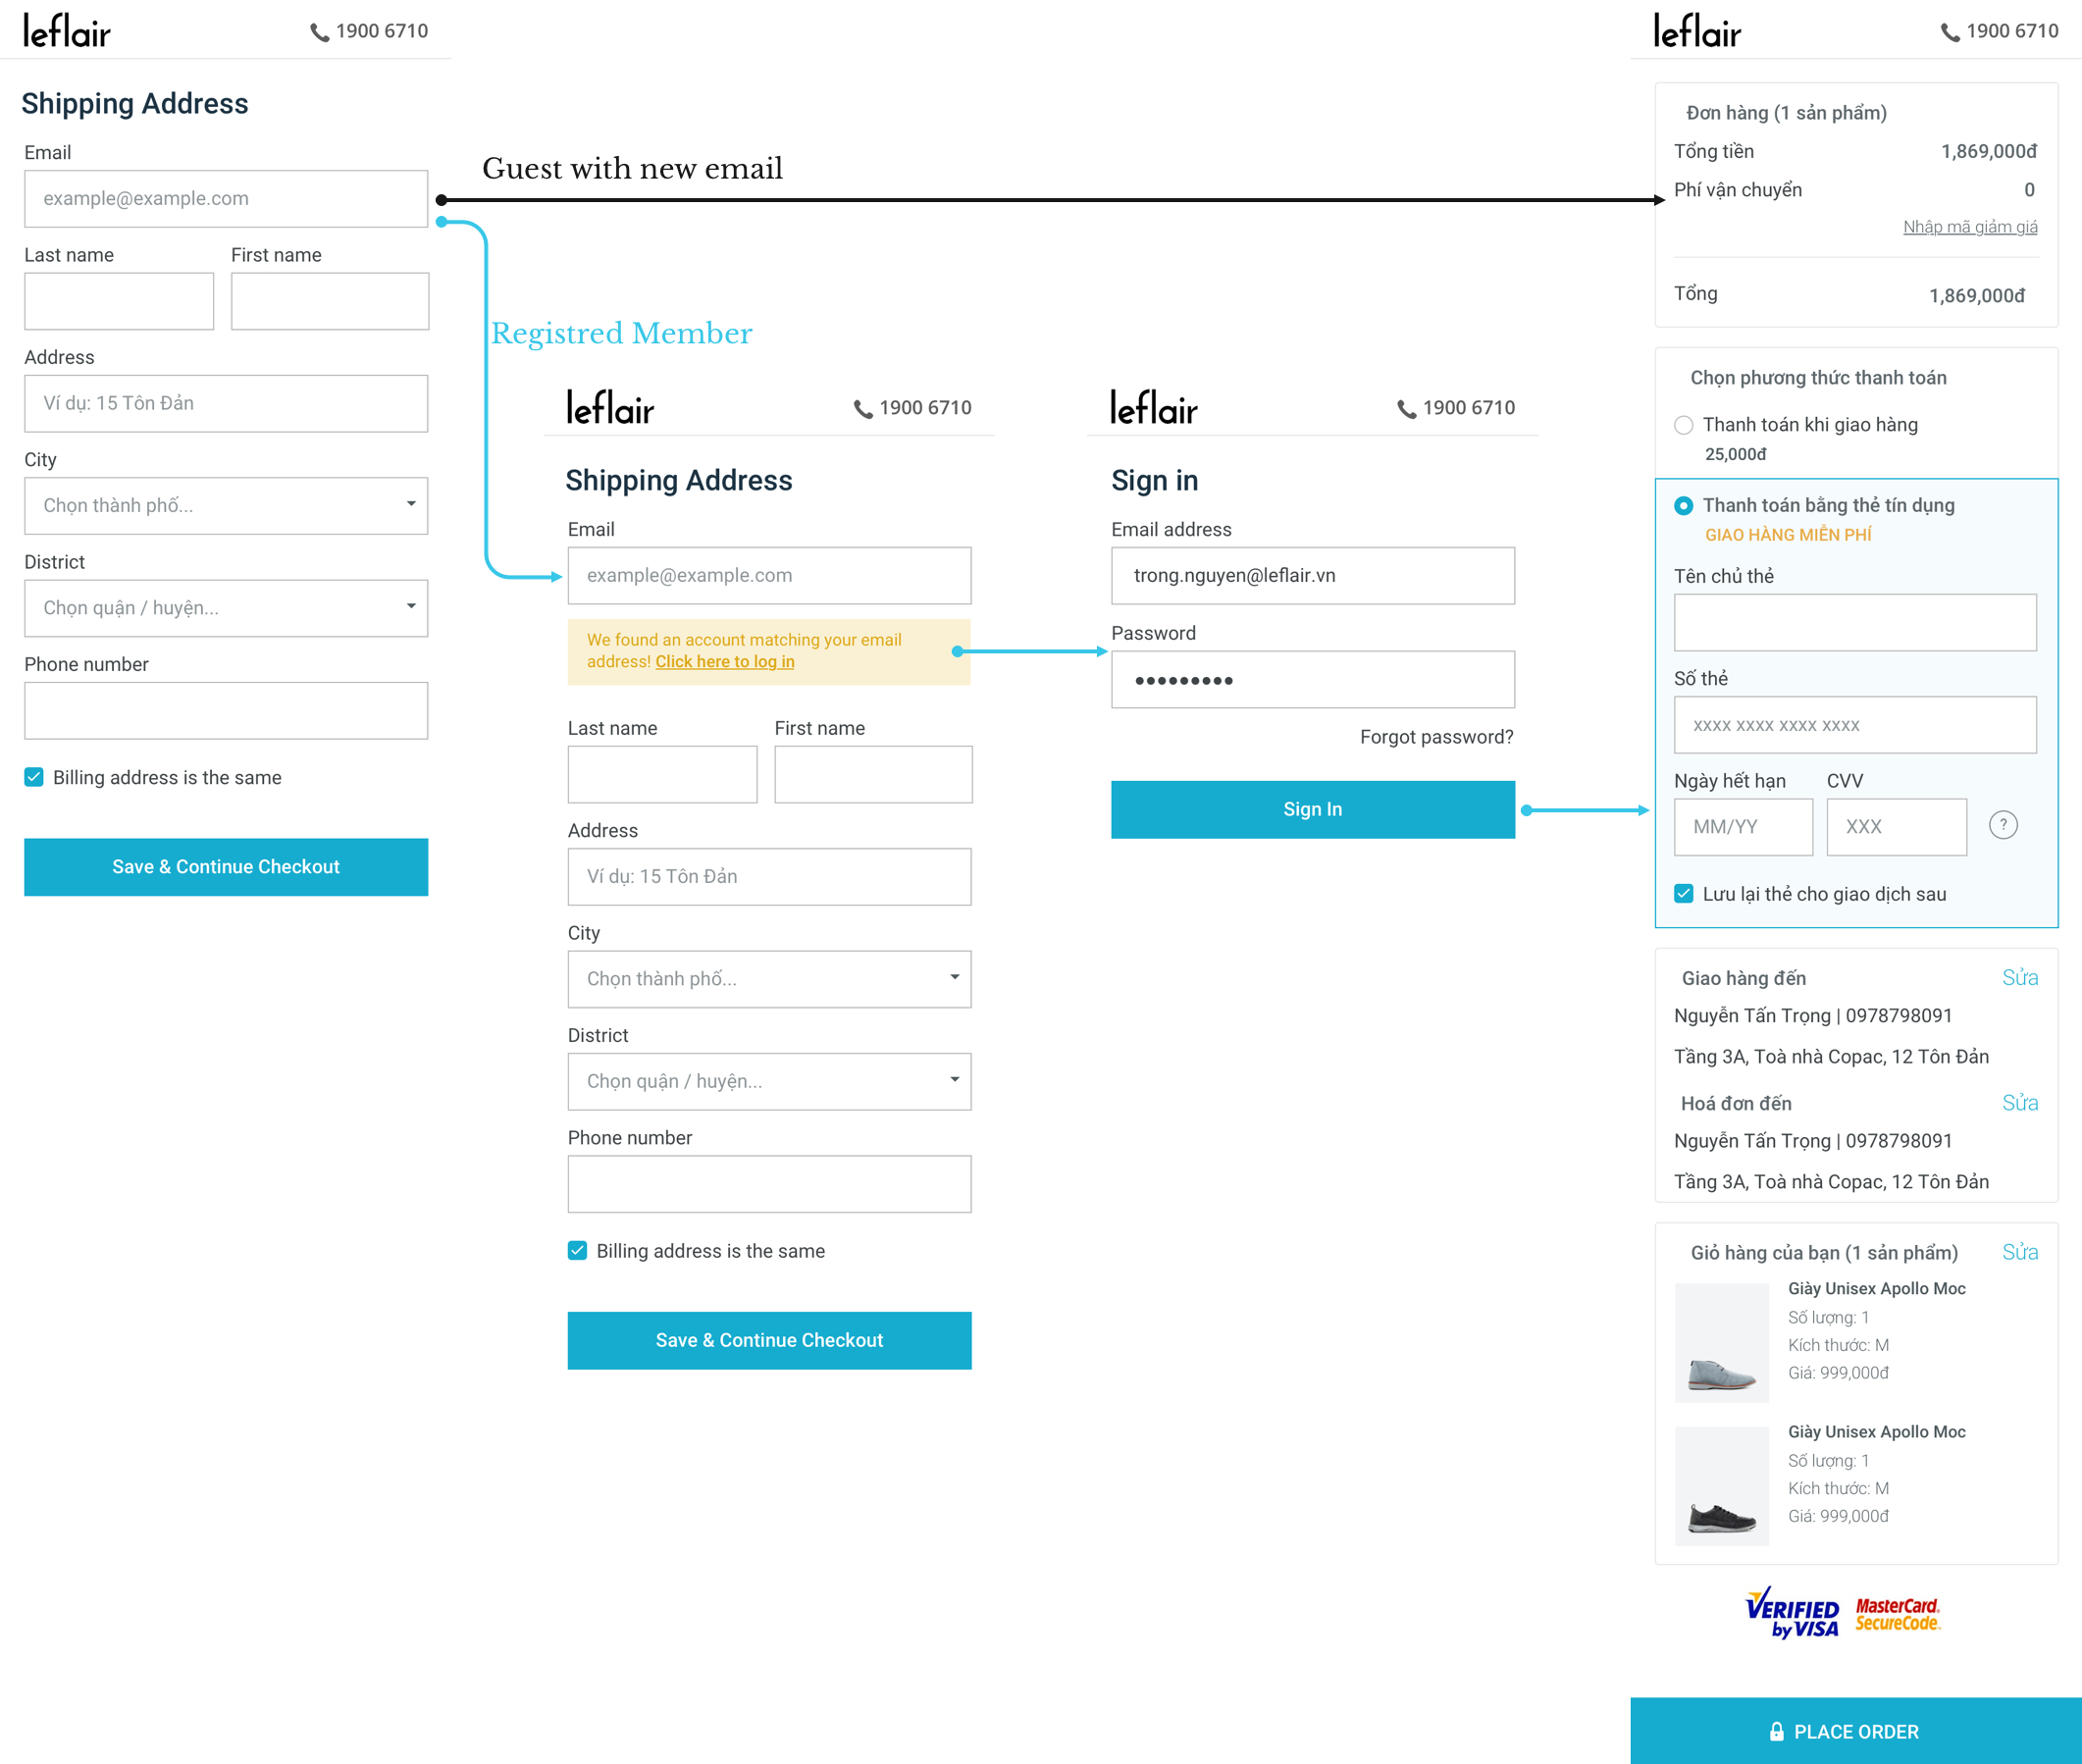 leflair
1900 6710
Shipping Address
Email
example@example.com
Last name First name
Address
Ví dụ: 15 Tôn Đản
City
Chọn thành phố...
District
Chọn quận / huyện...
Phone number
Billing address is the same
Save & Continue Checkout
Guest with new email
Registred Member
leflair
1900 6710
Shipping Address
Email
example@example.com
We found an account matching your email
address! Click here to log in
Last name First name
Address
Ví dụ: 15 Tôn Đản
City
Chọn thành phố...
District
Chọn quận / huyện...
Phone number
Billing address is the same
Save & Continue Checkout
leflair
1900 6710
Sign in
Email address
trong.nguyen@leflair.vn
Password
Forgot password?
Sign In
leflair
1900 6710
Đơn hàng (1 sản phẩm)
Tổng tiền 1,869,000đ
Phí vận chuyển 0
Nhập mã giảm giá
Tổng 1,869,000đ
Chọn phương thức thanh toán
Thanh toán khi giao hàng
25,000đ
Thanh toán bằng thẻ tín dụng
GIAO HÀNG MIỄN PHÍ
Tên chủ thẻ
Số thẻ
xxxx xxxx xxxx xxxx
Ngày hết hạn CVV
MM/YY XXX ?
Lưu lại thẻ cho giao dịch sau
Giao hàng đến Sửa
Nguyễn Tấn Trọng | 0978798091
Tầng 3A, Toà nhà Copac, 12 Tôn Đản
Hoá đơn đến Sửa
Nguyễn Tấn Trọng | 0978798091
Tầng 3A, Toà nhà Copac, 12 Tôn Đản
Giỏ hàng của bạn (1 sản phẩm) Sửa
Giày Unisex Apollo Moc
Số lượng: 1
Kích thước: M
Giá: 999,000đ
Giày Unisex Apollo Moc
Số lượng: 1
Kích thước: M
Giá: 999,000đ
VERIFIED
by VISA
MasterCard.
SecureCode.
PLACE ORDER